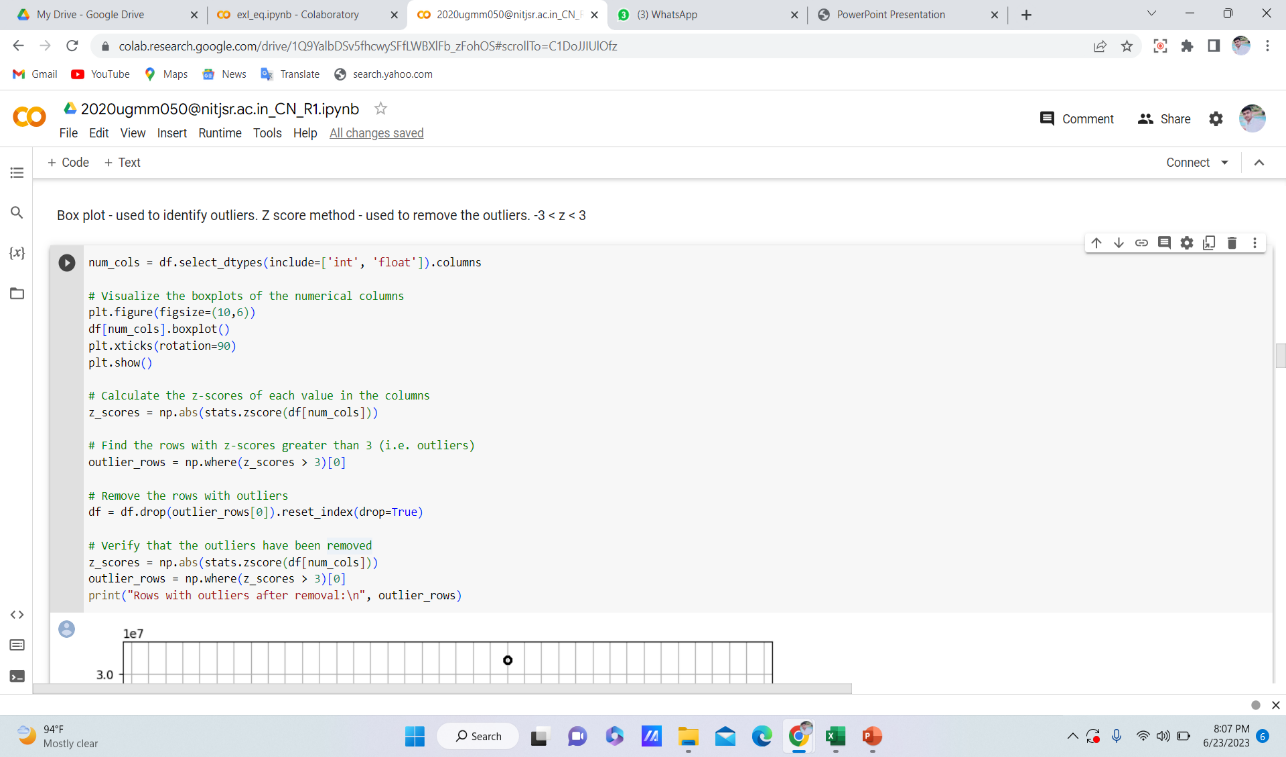 My Drive - Google Drive
exl_eq.ipynb - Colaboratory
2020ugmm050@nitjsr.ac.in_CN_
(3) WhatsApp
PowerPoint Presentation
colab.research.google.com/drive/1Q9YalbDSv5fhcwySFfLWBXlFb_zFohOS#scrollTo=C1DoJJIUlOfz
Gmail
YouTube
Maps
News
Translate
search.yahoo.com
2020ugmm050@nitjsr.ac.in_CN_R1.ipynb
Comment
Share
File Edit View Insert Runtime Tools Help All changes saved
+ Code + Text
Connect
Box plot - used to identify outliers. Z score method - used to remove the outliers. -3 < z < 3
num_cols = df.select_dtypes(include=['int', 'float']).columns
# Visualize the boxplots of the numerical columns
plt.figure(figsize=(10,6))
df[num_cols].boxplot()
plt.xticks(rotation=90)
plt.show()
# Calculate the z-scores of each value in the columns
z_scores = np.abs(stats.zscore(df[num_cols]))
# Find the rows with z-scores greater than 3 (i.e. outliers)
outlier_rows = np.where(z_scores > 3)[0]
# Remove the rows with outliers
df = df.drop(outlier_rows[0]).reset_index(drop=True)
# Verify that the outliers have been removed
z_scores = np.abs(stats.zscore(df[num_cols]))
outlier_rows = np.where(z_scores > 3)[0]
print("Rows with outliers after removal:\n", outlier_rows)
1e7
3.0
94°F
Mostly clear
Search
8:07 PM
6/23/2023
6